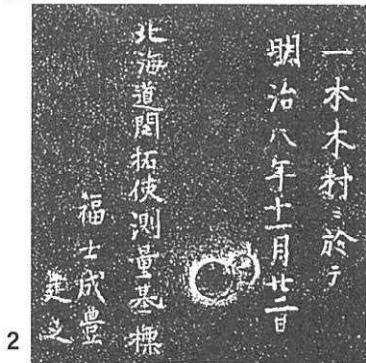 一本木村ニ於テ
明治八年十一月廿二日
北海道開拓使測量基標
福士成豊
建之
2